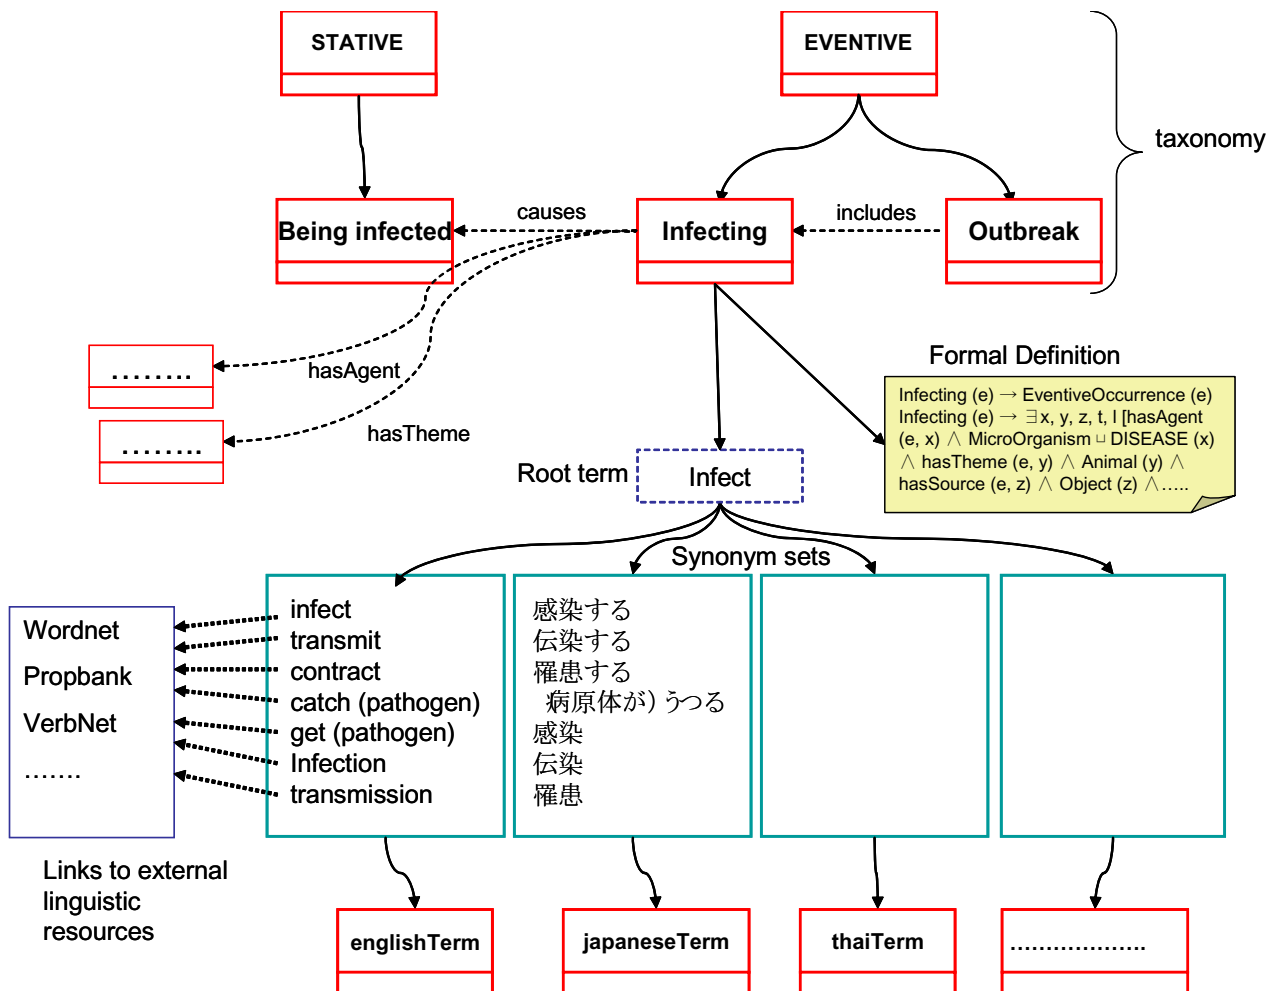 STATIVE
EVENTIVE
taxonomy
Being infected
causes
Infecting
includes
Outbreak
........
hasAgent
........
hasTheme
Formal Definition
Infecting (e) → EventiveOccurrence (e)
Infecting (e) → ∃x, y, z, t, l [hasAgent
(e, x) ∧ MicroOrganism ⊔ DISEASE (x)
∧ hasTheme (e, y) ∧ Animal (y) ∧
hasSource (e, z) ∧ Object (z) ∧…..
Root term
Infect
Synonym sets
Wordnet
Propbank
VerbNet
…….
infect
transmit
contract
catch (pathogen)
get (pathogen)
Infection
transmission
感染する
伝染する
罹患する
病原体が）うつる
感染
伝染
罹患
Links to external
linguistic
resources
englishTerm
japaneseTerm
thaiTerm
……………….